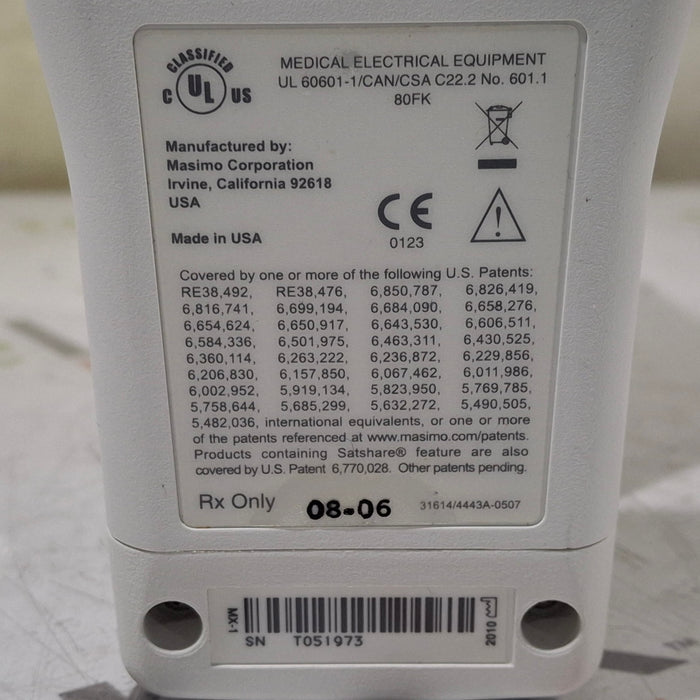 CLASSIFIED
C UL US
MEDICAL ELECTRICAL EQUIPMENT
UL 60601-1/CAN/CSA C22.2 No. 601.1
80FK
Manufactured by:
Masimo Corporation
Irvine, California 92618
USA
Made in USA
CE
0123
Covered by one or more of the following U.S. Patents:
RE38,492, RE38,476, 6,850,787, 6,826,419,
6,816,741, 6,699,194, 6,684,090, 6,658,276,
6,654,624, 6,650,917, 6,643,530, 6,606,511,
6,584,336, 6,501,975, 6,463,311, 6,430,525,
6,360,114, 6,263,222, 6,236,872, 6,229,856,
6,206,830, 6,157,850, 6,067,462, 6,011,986,
6,002,952, 5,919,134, 5,823,950, 5,769,785,
5,758,644, 5,685,299, 5,632,272, 5,490,505,
5,482,036, international equivalents, or one or more
of the patents referenced at www.masimo.com/patents.
Products containing Satshare® feature are also
covered by U.S. Patent 6,770,028. Other patents pending.
Rx Only
08-06
31614/4443A-0507
MX-1
SN T051973
2010